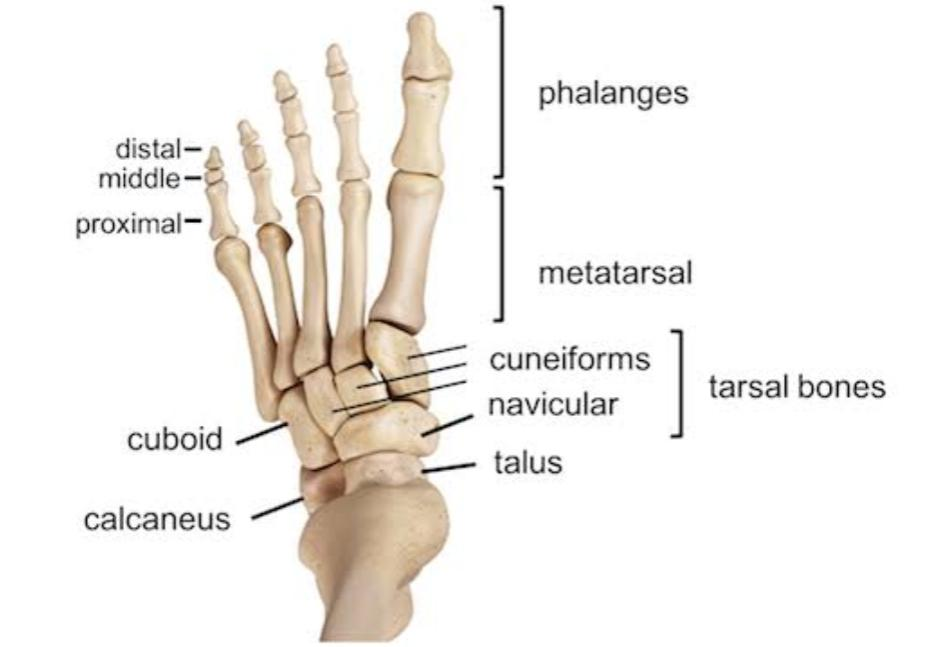 phalanges
distal
middle
proximal
metatarsal
cuneiforms
tarsal bones
navicular
cuboid
talus
calcaneus